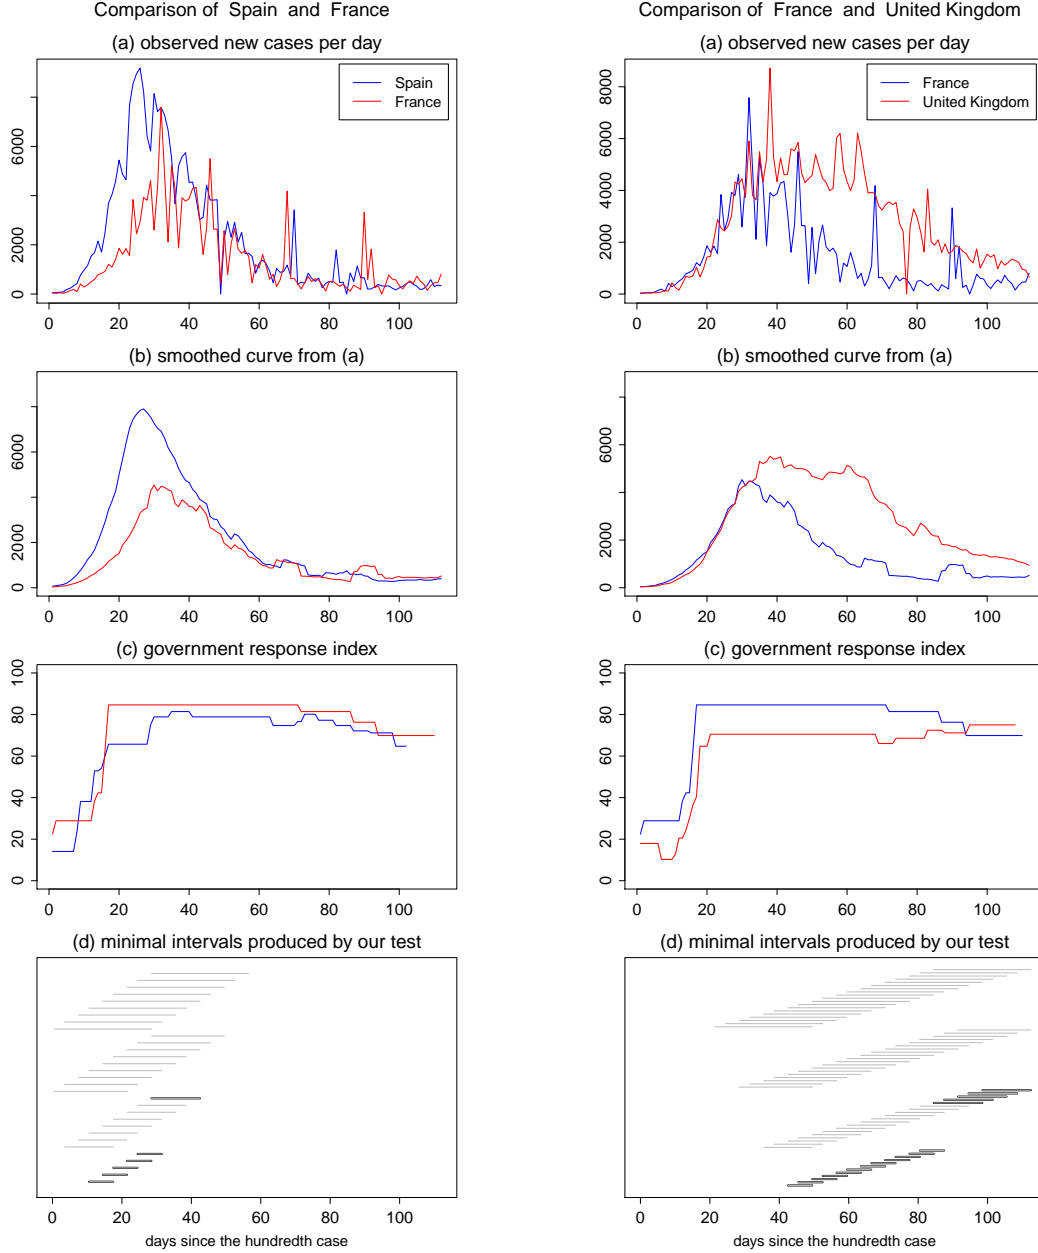 Comparison of Spain and France
(a) observed new cases per day
Spain
France
0 2000 6000
0 20 40 60 80 100
(b) smoothed curve from (a)
0 2000 6000
0 20 40 60 80 100
(c) government response index
0 20 40 60 80 100
0 20 40 60 80 100
(d) minimal intervals produced by our test
0 20 40 60 80 100
days since the hundredth case
Comparison of France and United Kingdom
(a) observed new cases per day
France
United Kingdom
0 2000 4000 6000 8000
0 20 40 60 80 100
(b) smoothed curve from (a)
0 2000 6000
0 20 40 60 80 100
(c) government response index
0 20 40 60 80 100
0 20 40 60 80 100
(d) minimal intervals produced by our test
0 20 40 60 80 100
days since the hundredth case